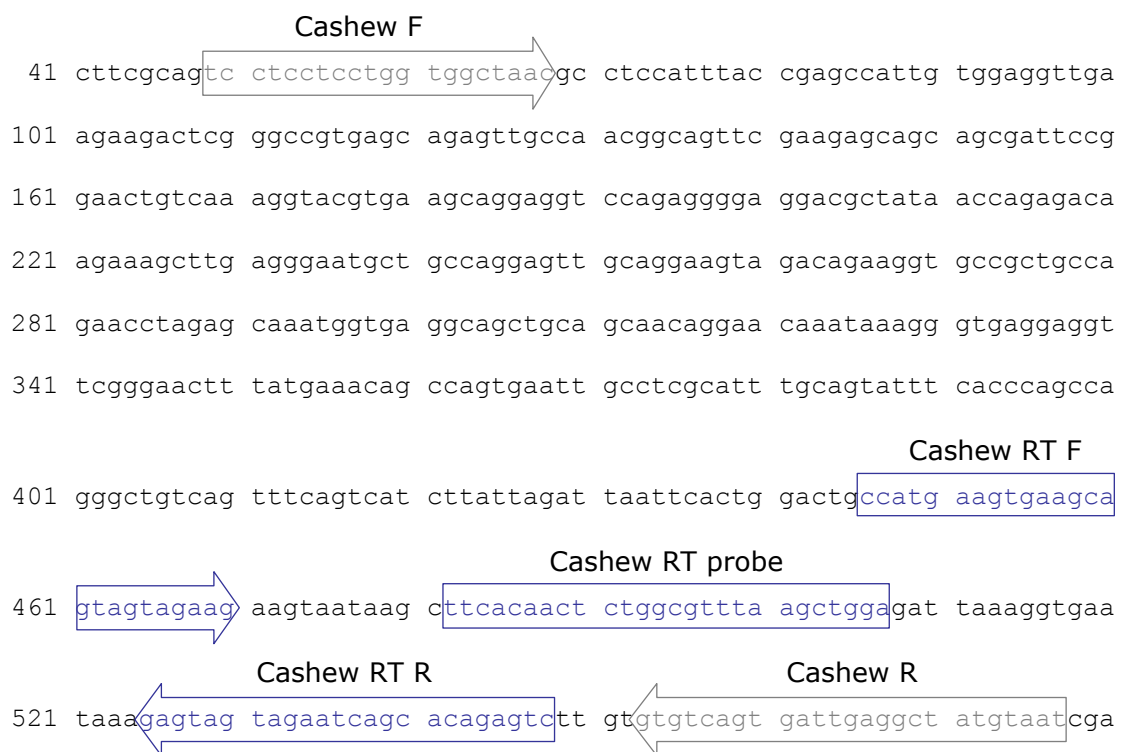 Cashew F
41 cttcgcagtc ctcctcctgg tggctaacgc ctccatttac cgagccattg tggaggttga
101 agaagactcg ggccgtgagc agagttgcca acggcagttc gaagagcagc agcgattccg
161 gaactgtcaa aggtacgtga agcaggaggt ccagagggga ggacgctata accagagaca
221 agaaagcttg agggaatgct gccaggagtt gcaggaagta gacagaaggt gccgctgcca
281 gaacctagag caaatggtga ggcagctgca gcaacaggaa caaataaagg gtgaggaggt
341 tcgggaactt tatgaaacag ccagtgaatt gcctcgcatt tgcagtattt cacccagcca
Cashew RT F
401 gggctgtcag tttcagtcat cttattagat taattcactg gactgccatg aagtgaagca
Cashew RT probe
461 gtagtagaag aagtaataag cttcacaact ctggcgttta agctggagat taaaggtgaa
Cashew RT R Cashew R
521 taaagagtag tagaatcagc acagagtctt gtgtgtcagt gattgaggct atgtaatcga